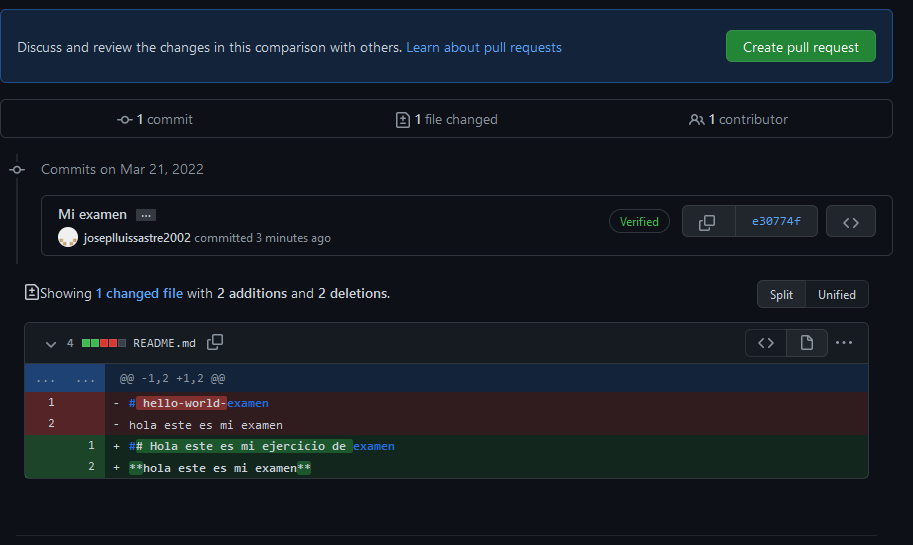 Discuss and review the changes in this comparison with others. Learn about pull requests
Create pull request
1 commit
1 file changed
1 contributor
Commits on Mar 21, 2022
Mi examen ...
Verified
e30774f
joseplluissastre2002 committed 3 minutes ago
Showing 1 changed file with 2 additions and 2 deletions.
Split
Unified
4
README.md
...
... ... @@ -1,2 +1,2 @@
1 - # hello-world-examen
2 - hola este es mi examen
1 + ## Hola este es mi ejercicio de examen
2 + **hola este es mi examen**